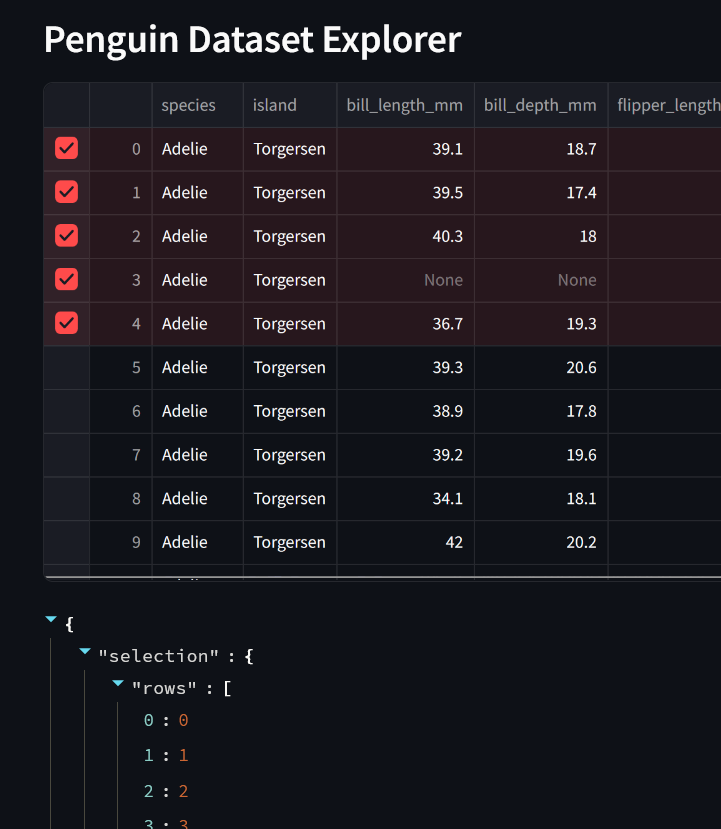 Penguin Dataset Explorer
species island bill_length_mm bill_depth_mm flipper_length
0 Adelie Torgersen 39.1 18.7
1 Adelie Torgersen 39.5 17.4
2 Adelie Torgersen 40.3 18
3 Adelie Torgersen None None
4 Adelie Torgersen 36.7 19.3
5 Adelie Torgersen 39.3 20.6
6 Adelie Torgersen 38.9 17.8
7 Adelie Torgersen 39.2 19.6
8 Adelie Torgersen 34.1 18.1
9 Adelie Torgersen 42 20.2
{
"selection" : {
"rows" : [
0 : 0
1 : 1
2 : 2
3 : 3